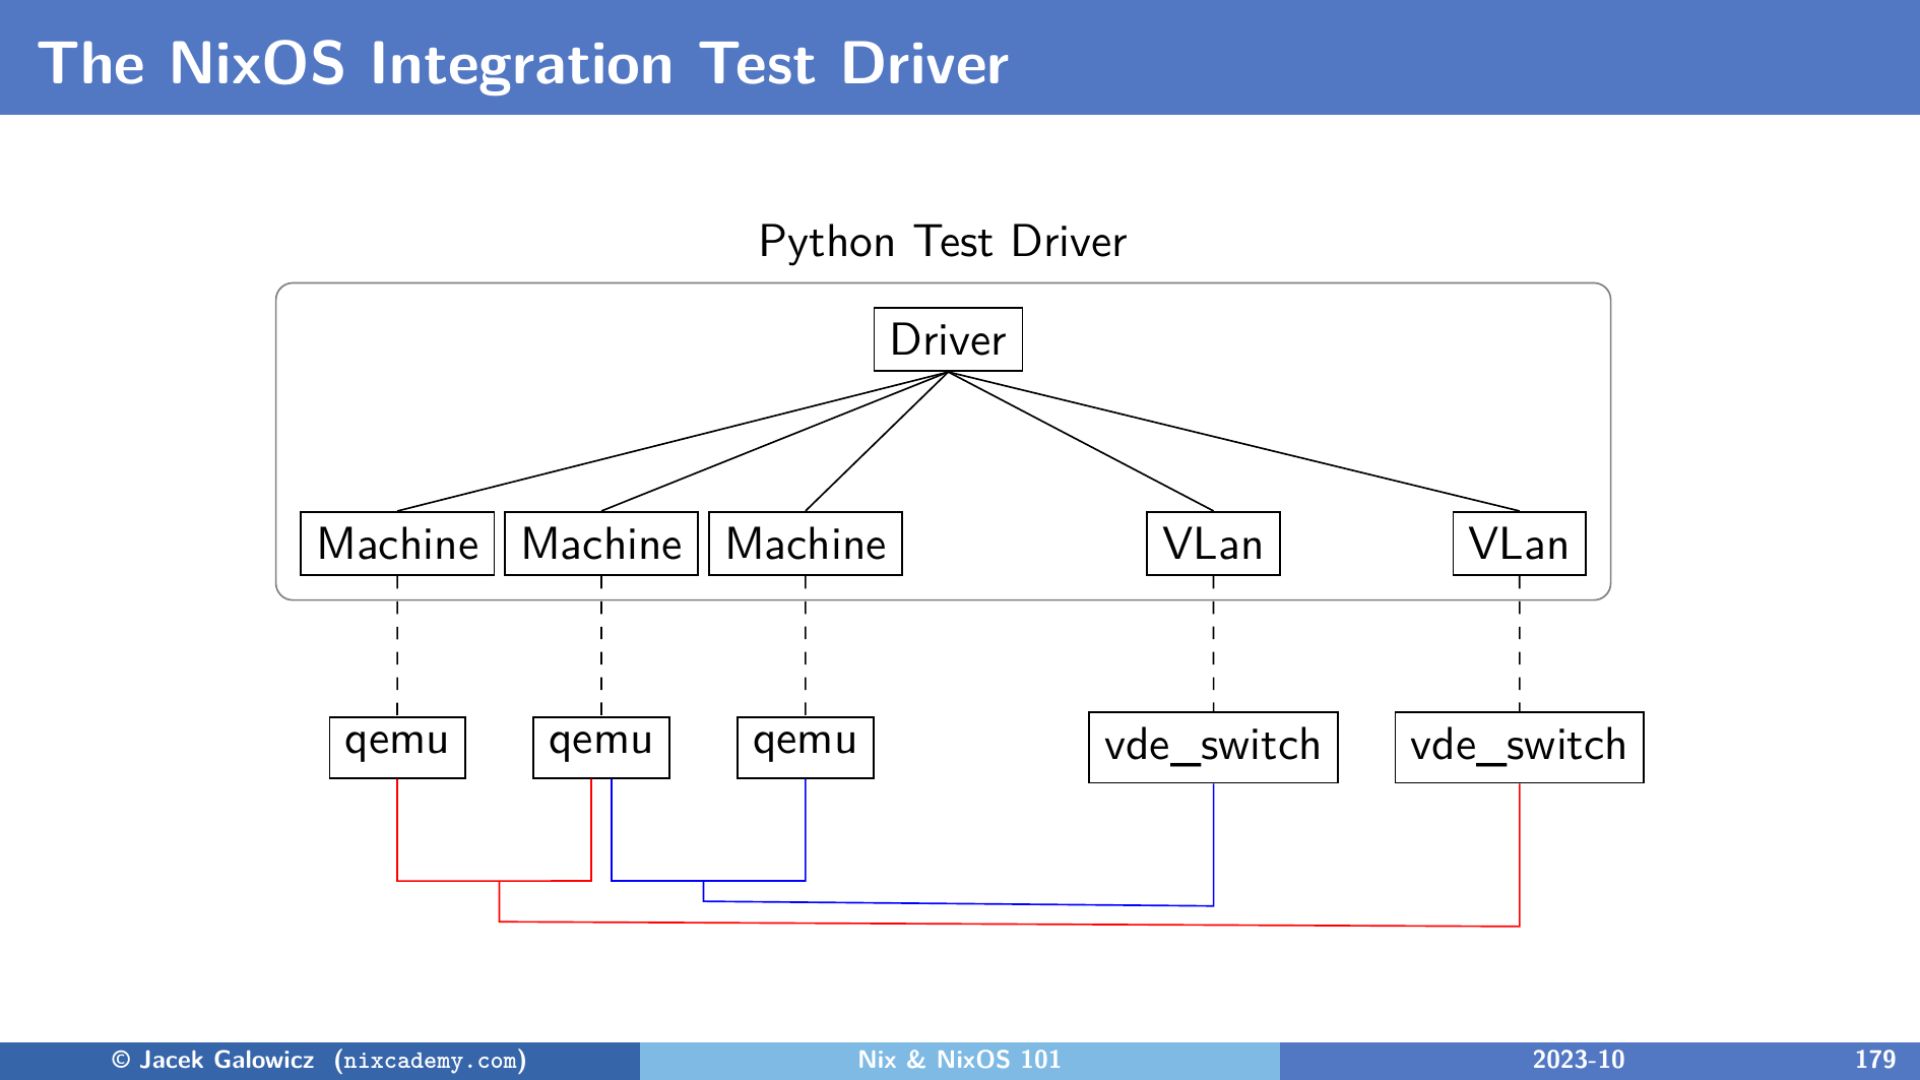 The NixOS Integration Test Driver
Python Test Driver
Driver
Machine Machine Machine VLan VLan
qemu qemu qemu vde_switch vde_switch
© Jacek Galowicz (nixcademy.com) Nix & NixOS 101 2023-10 179